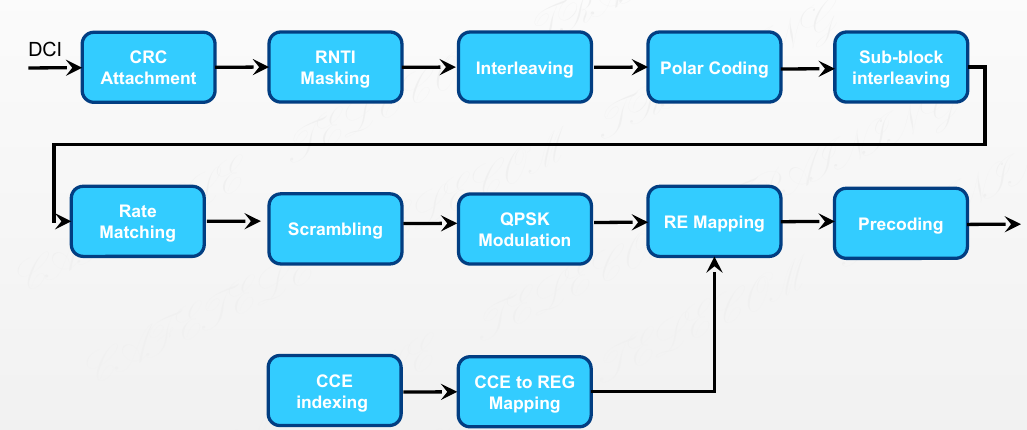 DCI
CRC
Attachment
RNTI
Masking
Interleaving
Polar Coding
Sub-block
interleaving
Rate
Matching
Scrambling
QPSK
Modulation
RE Mapping
Precoding
CCE
indexing
CCE to REG
Mapping